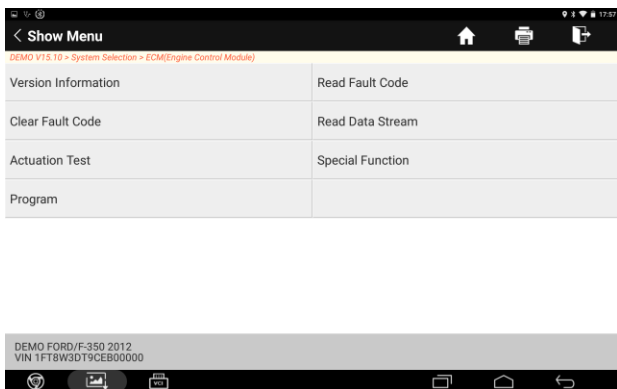 17:57
Show Menu
DEMO V15.10 > System Selection > ECM(Engine Control Module)
Version Information
Read Fault Code
Clear Fault Code
Read Data Stream
Actuation Test
Special Function
Program
DEMO FORD/F-350 2012
VIN 1FT8W3DT9CEB00000
VCI